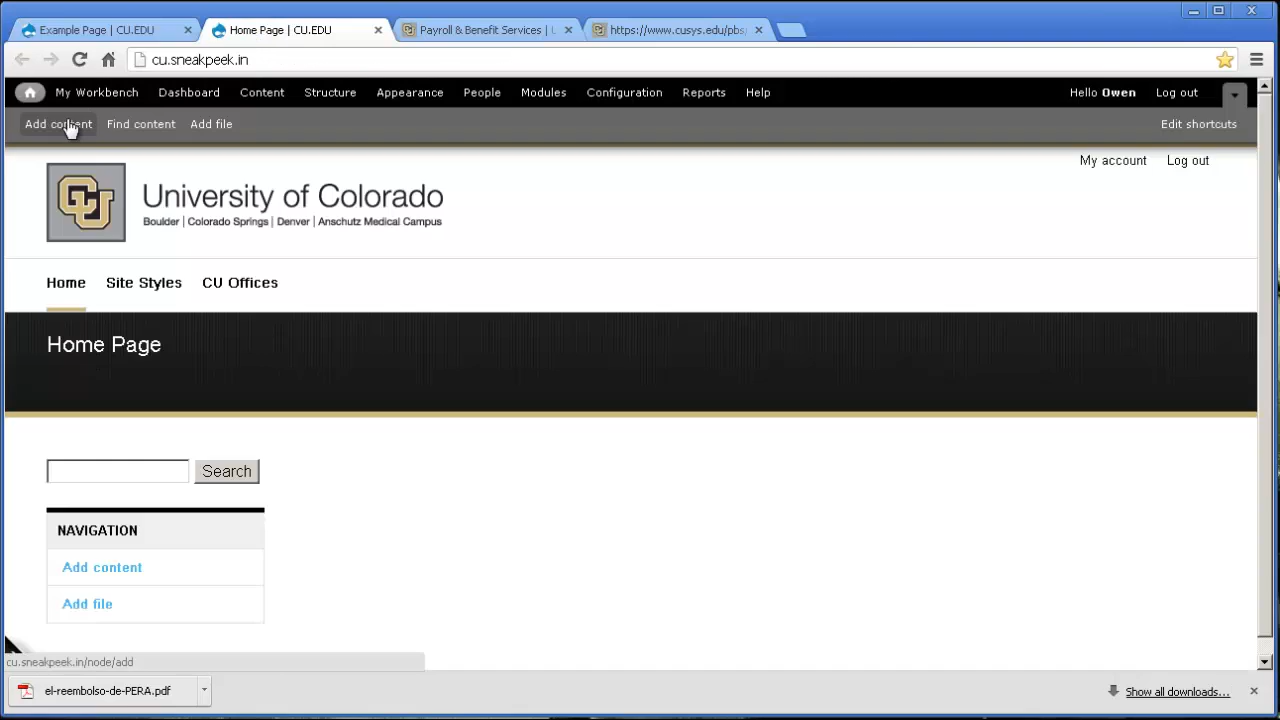 Example Page | CU.EDU
Home Page | CU.EDU
Payroll & Benefit Services |
https://www.cusys.edu/pbs/
cu.sneakpeek.in
My Workbench Dashboard Content Structure Appearance People Modules Configuration Reports Help Hello Owen Log out
Add content Find content Add file Edit shortcuts
My account Log out
CU
University of Colorado
Boulder | Colorado Springs | Denver | Anschutz Medical Campus
Home Site Styles CU Offices
Home Page
Search
NAVIGATION
Add content
Add file
cu.sneakpeek.in/node/add
el-reembolso-de-PERA.pdf
Show all downloads...